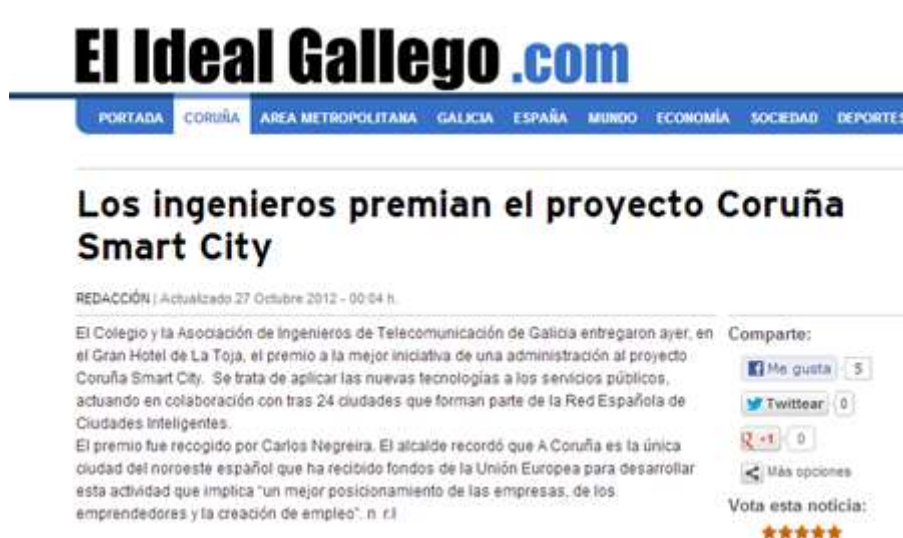 El Ideal Gallego .com
PORTADA CORUÑA AREA METROPOLITANA GALICIA ESPAÑA MUNDO ECONOMÍA SOCIEDAD DEPORTES
Los ingenieros premian el proyecto Coruña
Smart City
REDACCIÓN | Actualizado 27 Octubre 2012 - 00:04 h.
El Colegio y la Asociación de Ingenieros de Telecomunicación de Galicia entregaron ayer, en
el Gran Hotel de La Toja, el premio a la mejor iniciativa de una administración al proyecto
Coruña Smart City. Se trata de aplicar las nuevas tecnologías a los servicios públicos,
actuando en colaboración con tras 24 ciudades que forman parte de la Red Española de
Ciudades Inteligentes.
El premio fue recogido por Carlos Negreira. El alcalde recordó que A Coruña es la única
ciudad del noroeste español que ha recibido fondos de la Unión Europea para desarrollar
esta actividad que implica "un mejor posicionamiento de las empresas, de los
emprendedores y la creación de empleo". n r.l
Comparte:
Me gusta 5
Twittear 0
+1 0
Más opciones
Vota esta noticia: